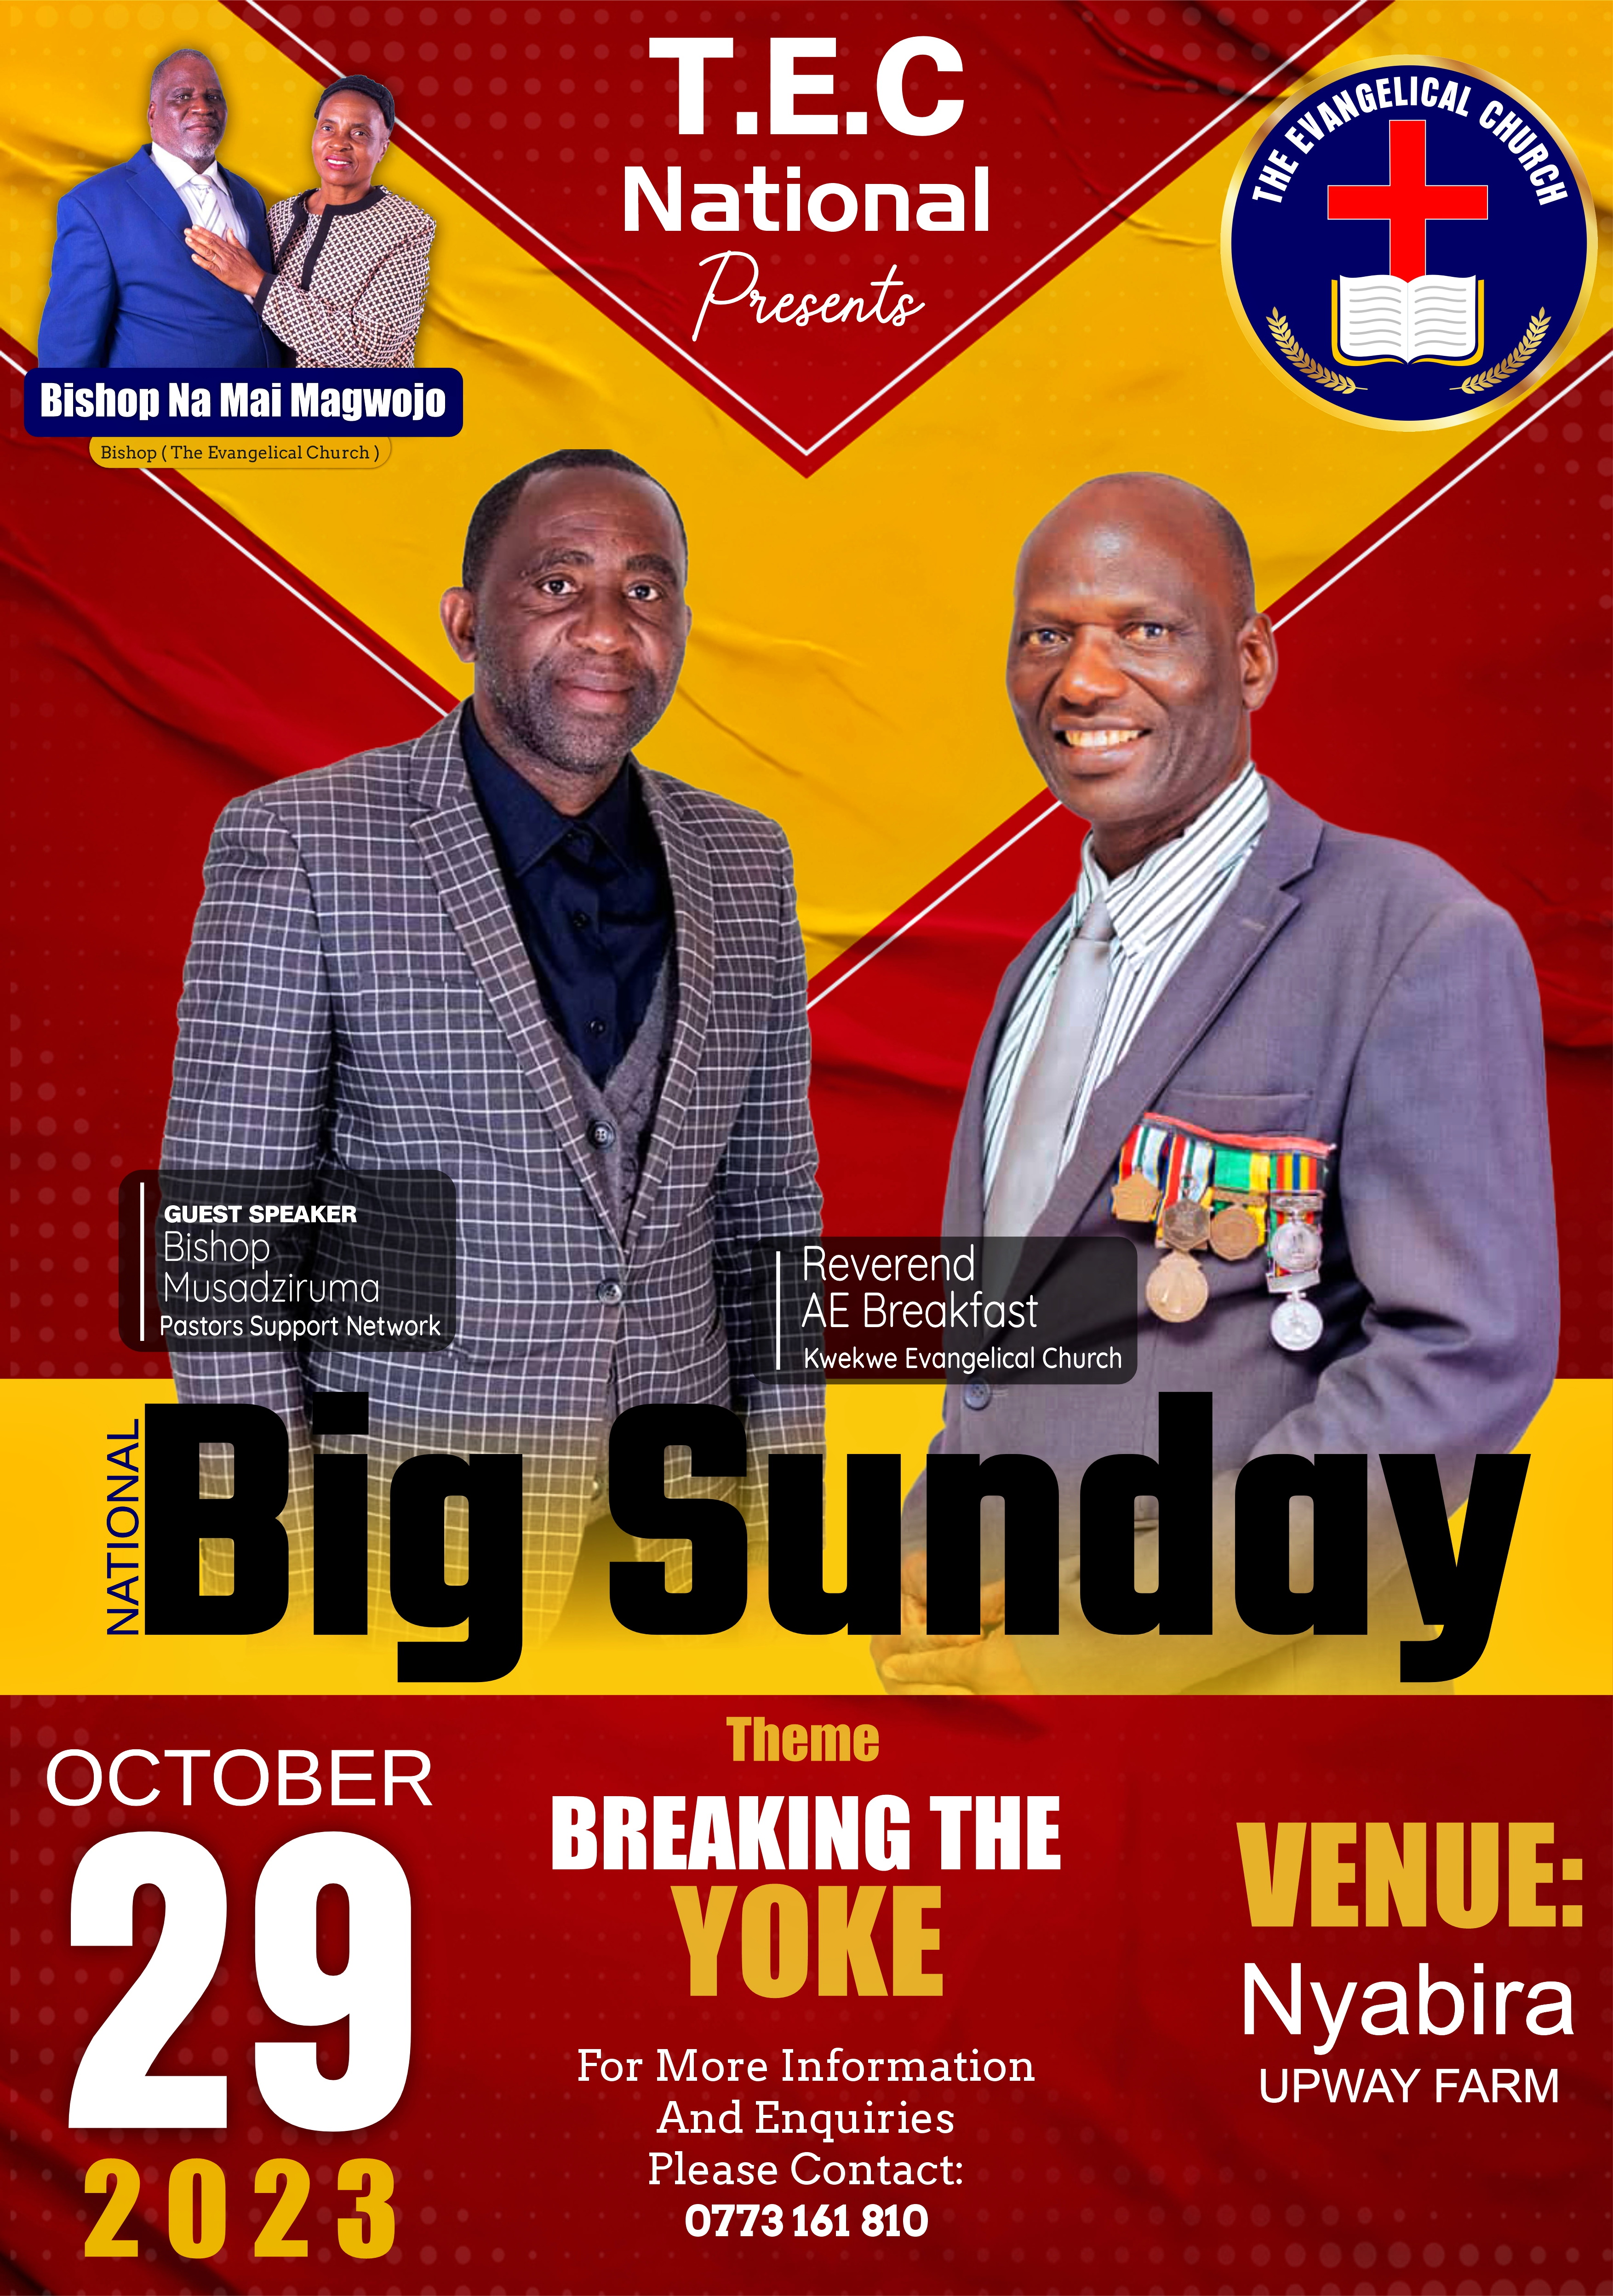 T.E.C
National
Presents
THE EVANGELICAL CHURCH
Bishop Na Mai Magwojo
Bishop ( The Evangelical Church )
GUEST SPEAKER
Bishop
Musadziruma
Pastors Support Network
Reverend
AE Breakfast
Kwekwe Evangelical Church
NATIONAL
Big Sunday
OCTOBER
29
2023
Theme
BREAKING THE
YOKE
For More Information
And Enquiries
Please Contact:
0773 161 810
VENUE:
Nyabira
UPWAY FARM